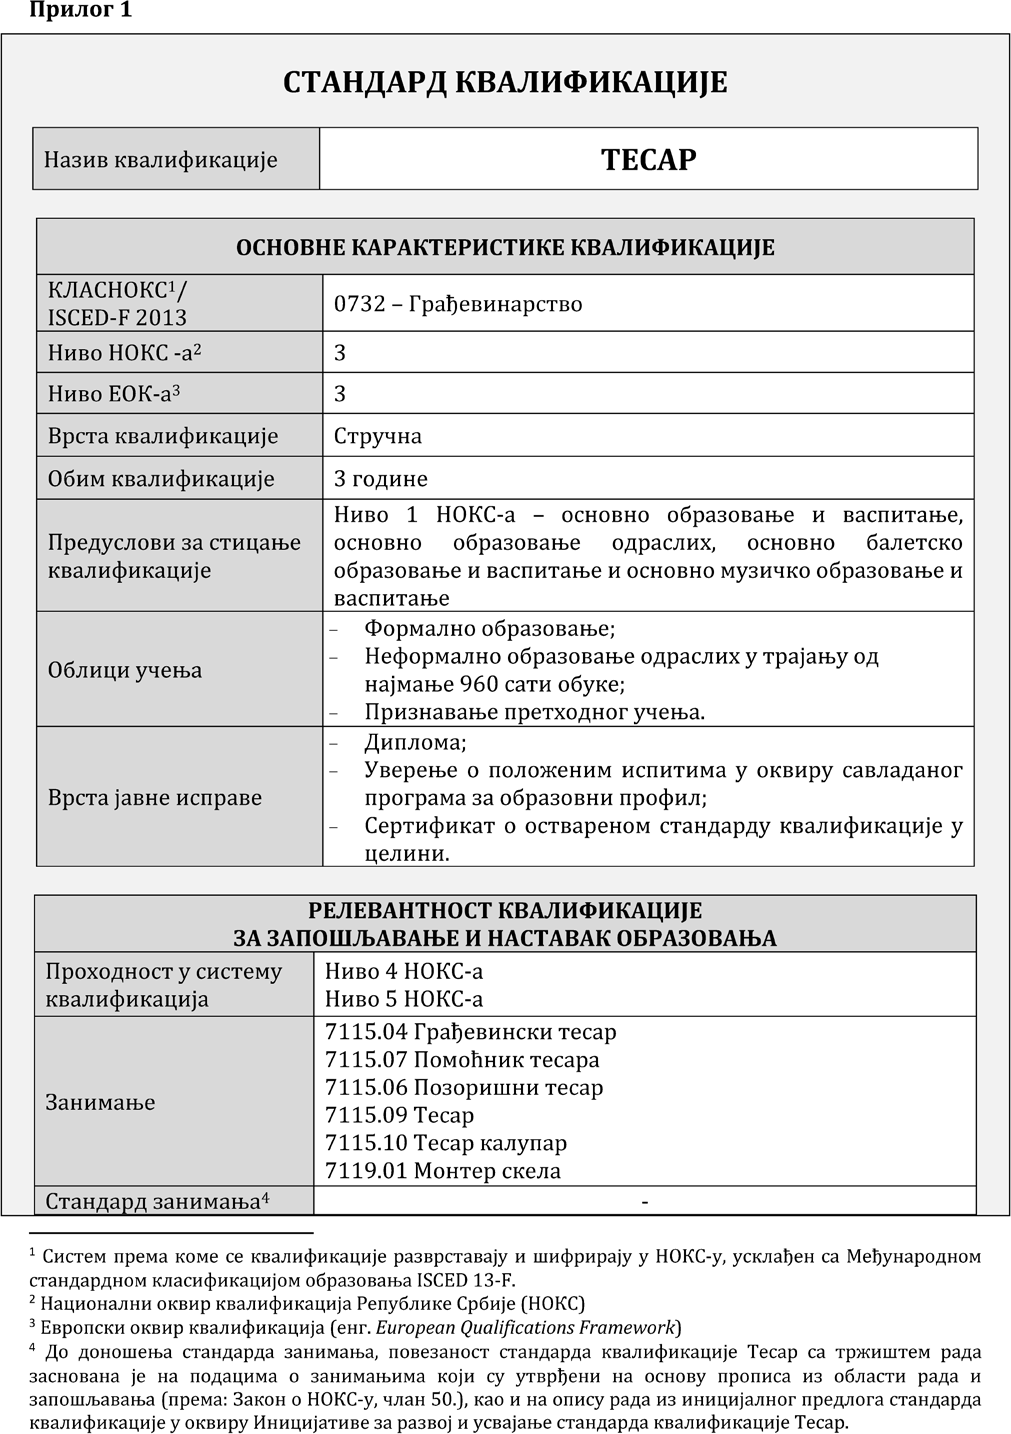 Прилог 1
СТАНДАРД КВАЛИФИКАЦИЈЕ
Назив квалификације
ТЕСАР
ОСНОВНЕ КАРАКТЕРИСТИКЕ КВАЛИФИКАЦИЈЕ
КЛАСНОКС¹/
ISCED-F 2013
0732 – Грађевинарство
Ниво НОКС -а²
3
Ниво ЕОК-а³
3
Врста квалификације
Стручна
Обим квалификације
3 године
Предуслови за стицање
квалификације
Ниво 1 НОКС-а – основно образовање и васпитање,
основно образовање одраслих, основно балетско
образовање и васпитање и основно музичко образовање и
васпитање
Облици учења
– Формално образовање;
– Неформално образовање одраслих у трајању од
најмање 960 сати обуке;
– Признавање претходног учења.
Врста јавне исправе
– Диплома;
– Уверење о положеним испитима у оквиру савладаног
програма за образовни профил;
– Сертификат о оствареном стандарду квалификације у
целини.
РЕЛЕВАНТНОСТ КВАЛИФИКАЦИЈЕ
ЗА ЗАПОШЉАВАЊЕ И НАСТАВАК ОБРАЗОВАЊА
Проходност у систему
квалификација
Ниво 4 НОКС-а
Ниво 5 НОКС-а
Занимање
7115.04 Грађевински тесар
7115.07 Помоћник тесара
7115.06 Позоришни тесар
7115.09 Тесар
7115.10 Тесар калупар
7119.01 Монтер скела
Стандард занимања⁴
-
¹ Систем према коме се квалификације разврставају и шифрирају у НОКС-у, усклађен са Међународном
стандардном класификацијом образовања ISCED 13-F.
² Национални оквир квалификација Републике Србије (НОКС)
³ Европски оквир квалификација (енг. European Qualifications Framework)
⁴ До доношења стандарда занимања, повезаност стандарда квалификације Тесар са тржиштем рада
заснована је на подацима о занимањима који су утврђени на основу прописа из области рада и
запошљавања (према: Закон о НОКС-у, члан 50.), као и на опису рада из иницијалног предлога стандарда
квалификације у оквиру Иницијативе за развој и усвајање стандарда квалификације Тесар.